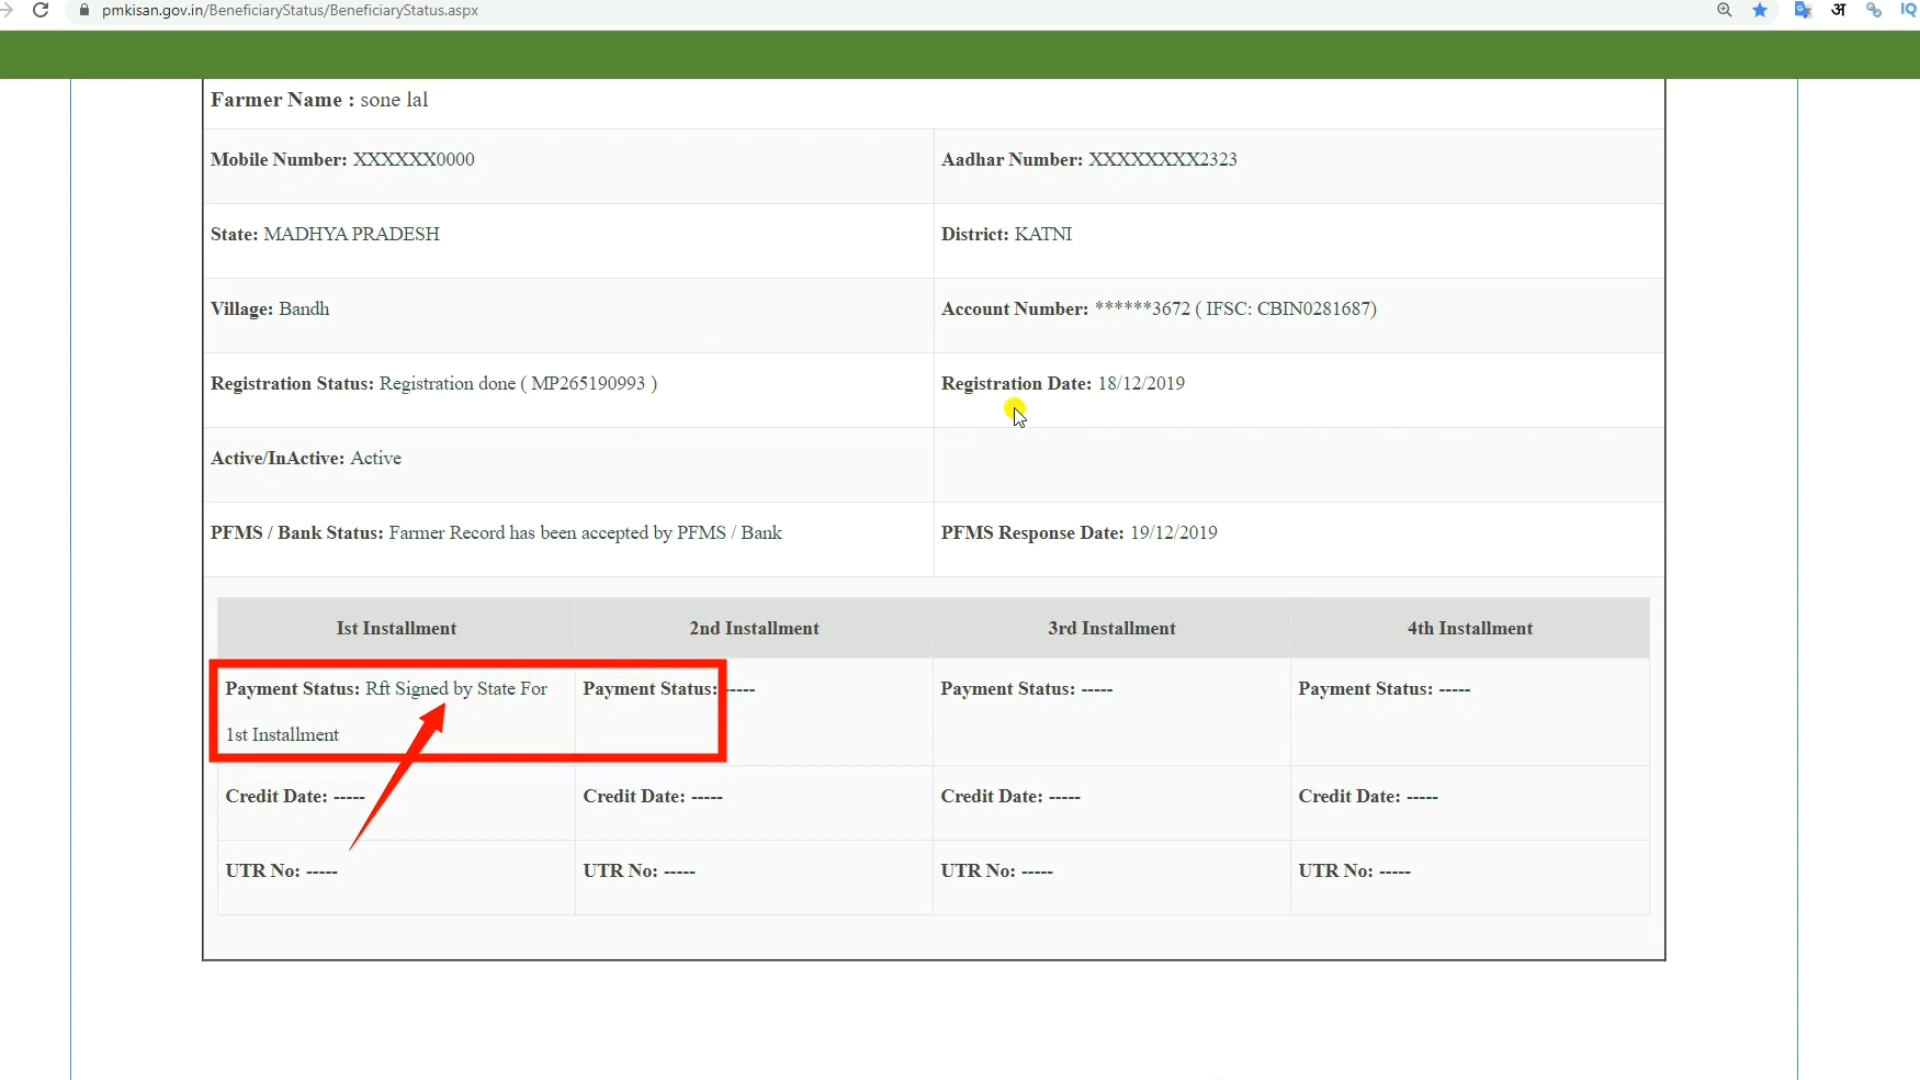 pmkisan.gov.in/BeneficiaryStatus/BeneficiaryStatus.aspx
अ
IQ
Farmer Name : sone lal
Mobile Number: XXXXXX0000
Aadhar Number: XXXXXXXX2323
State: MADHYA PRADESH
District: KATNI
Village: Bandh
Account Number: ******3672 ( IFSC: CBIN0281687)
Registration Status: Registration done ( MP265190993 )
Registration Date: 18/12/2019
Active/InActive: Active
PFMS / Bank Status: Farmer Record has been accepted by PFMS / Bank
PFMS Response Date: 19/12/2019
Ist Installment
2nd Installment
3rd Installment
4th Installment
Payment Status: Rft Signed by State For
1st Installment
Payment Status: -----
Payment Status: -----
Payment Status: -----
Credit Date: -----
Credit Date: -----
Credit Date: -----
Credit Date: -----
UTR No: -----
UTR No: -----
UTR No: -----
UTR No: -----